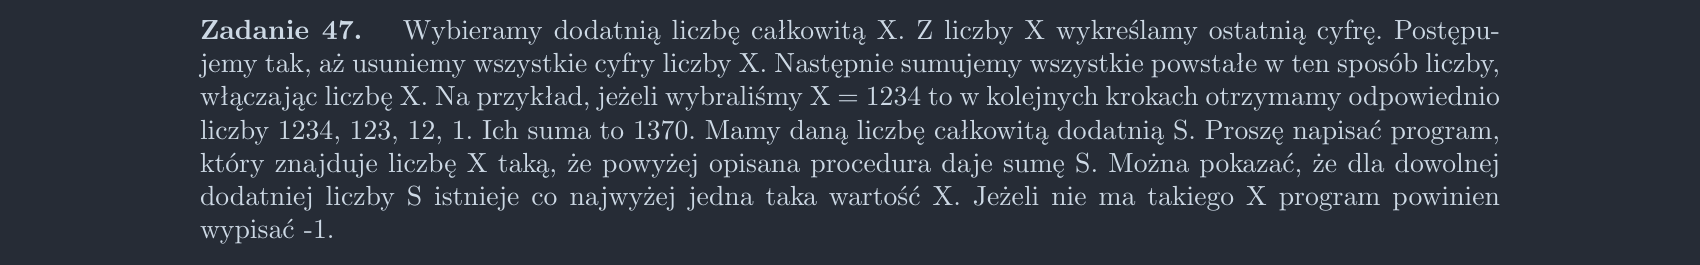 Zadanie 47. Wybieramy dodatnią liczbę całkowitą X. Z liczby X wykreślamy ostatnią cyfrę. Postępu-
jemy tak, aż usuniemy wszystkie cyfry liczby X. Następnie sumujemy wszystkie powstałe w ten sposób liczby,
włączając liczbę X. Na przykład, jeżeli wybraliśmy X = 1234 to w kolejnych krokach otrzymamy odpowiednio
liczby 1234, 123, 12, 1. Ich suma to 1370. Mamy daną liczbę całkowitą dodatnią S. Proszę napisać program,
który znajduje liczbę X taką, że powyżej opisana procedura daje sumę S. Można pokazać, że dla dowolnej
dodatniej liczby S istnieje co najwyżej jedna taka wartość X. Jeżeli nie ma takiego X program powinien
wypisać -1.